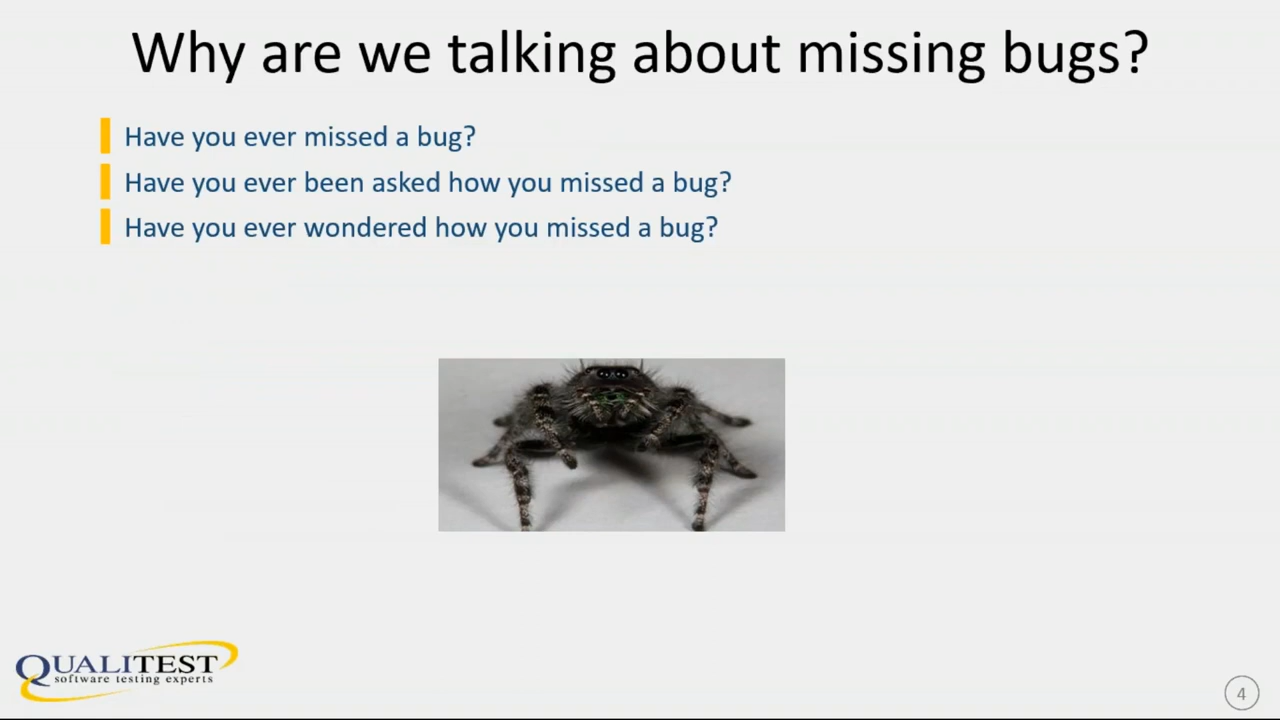 Why are we talking about missing bugs?
Have you ever missed a bug?
Have you ever been asked how you missed a bug?
Have you ever wondered how you missed a bug?
QUALITEST
software testing experts
4